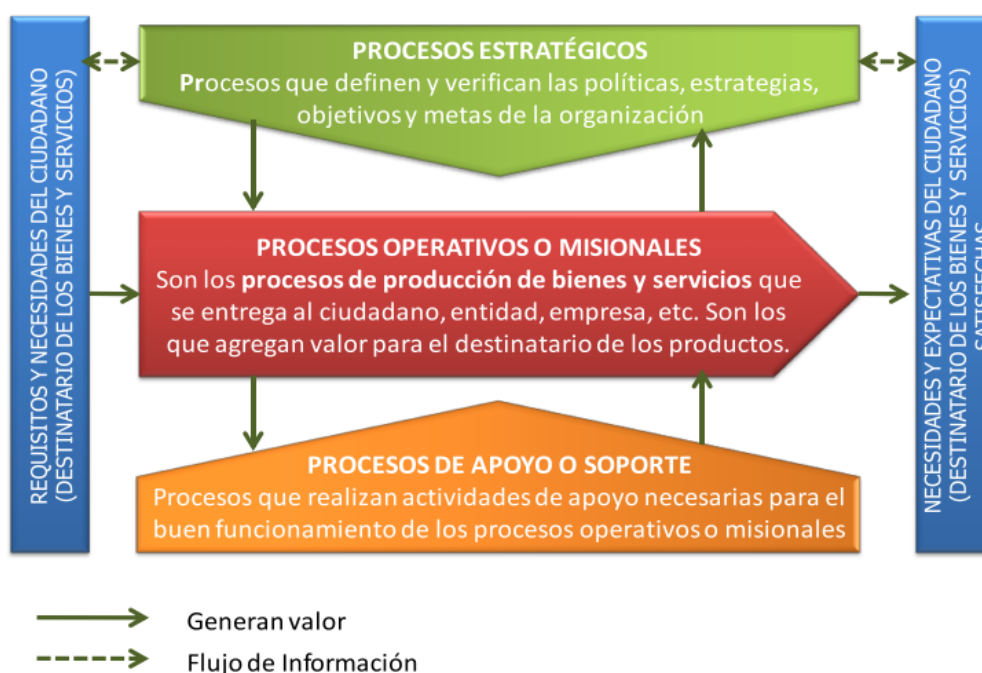 REQUISITOS Y NECESIDADES DEL CIUDADANO
(DESTINATARIO DE LOS BIENES Y SERVICIOS)
PROCESOS ESTRATÉGICOS
Procesos que definen y verifican las políticas, estrategias,
objetivos y metas de la organización
PROCESOS OPERATIVOS O MISIONALES
Son los procesos de producción de bienes y servicios que
se entrega al ciudadano, entidad, empresa, etc. Son los
que agregan valor para el destinatario de los productos.
PROCESOS DE APOYO O SOPORTE
Procesos que realizan actividades de apoyo necesarias para el
buen funcionamiento de los procesos operativos o misionales
NECESIDADES Y EXPECTATIVAS DEL CIUDADANO
(DESTINATARIO DE LOS BIENES Y SERVICIOS)
SATISFECHAS
Generan valor
Flujo de Información